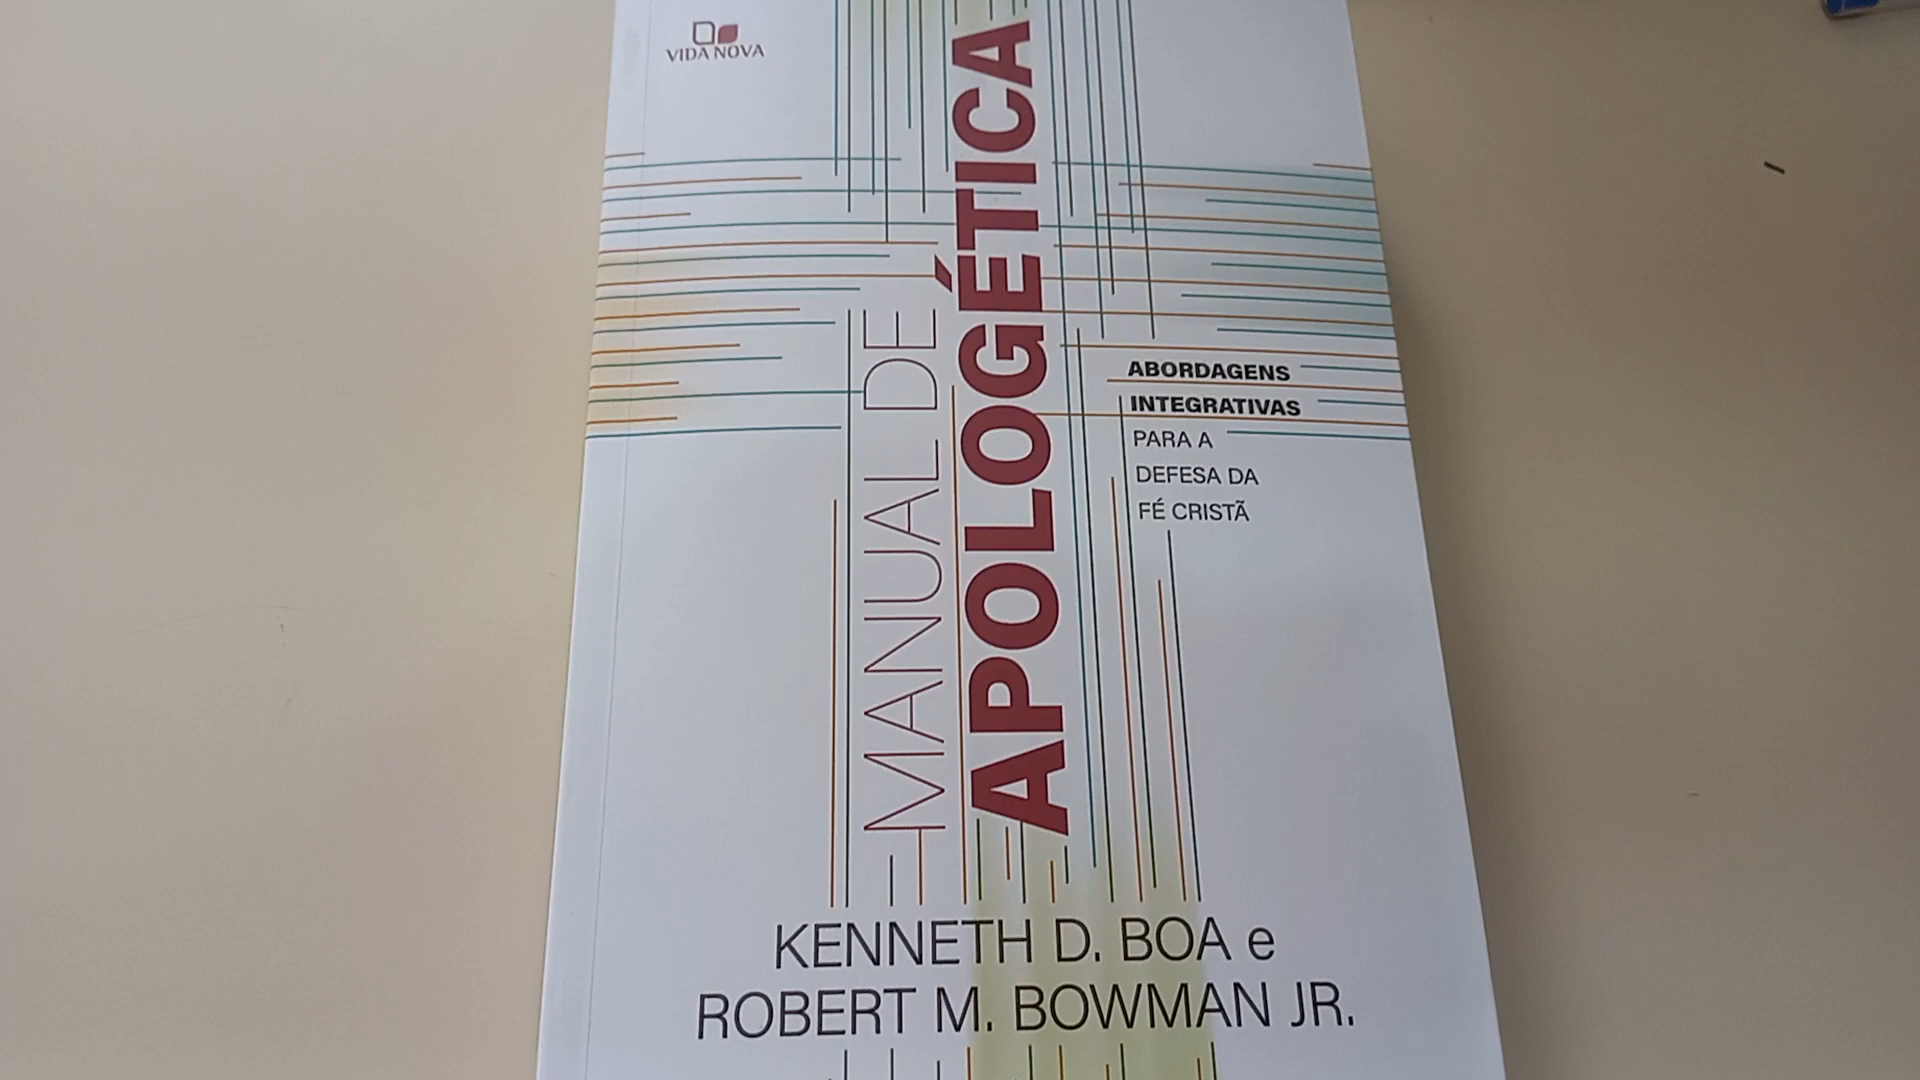 VIDA NOVA
MANUAL DE
APOLOGÉTICA
ABORDAGENS
INTEGRATIVAS
PARA A
DEFESA DA
FÉ CRISTÃ
KENNETH D. BOA e
ROBERT M. BOWMAN JR.